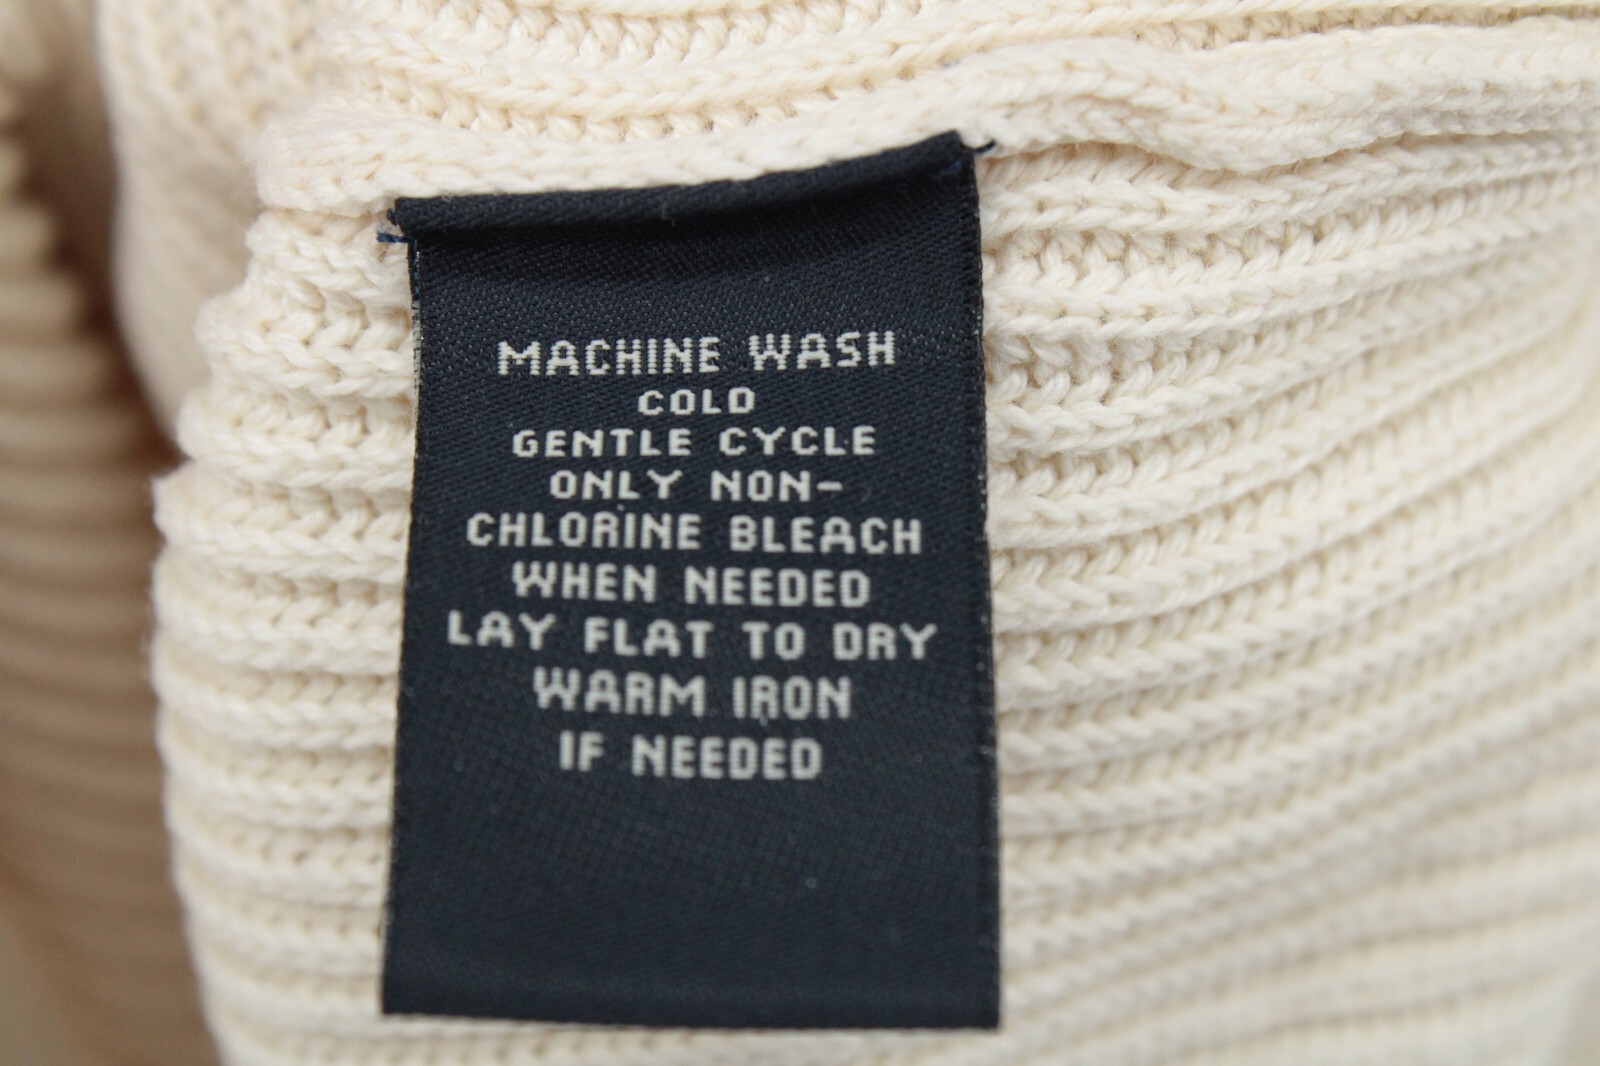 MACHINE WASH
COLD
GENTLE CYCLE
ONLY NON-
CHLORINE BLEACH
WHEN NEEDED
LAY FLAT TO DRY
WARM IRON
IF NEEDED